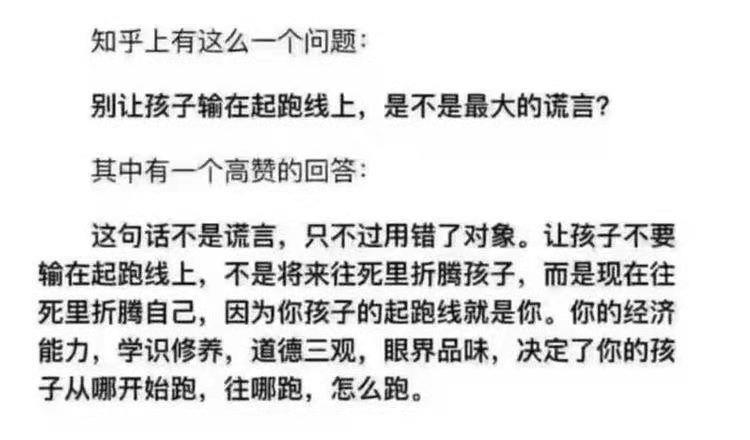 知乎上有这么一个问题：
别让孩子输在起跑线上，是不是最大的谎言？
其中有一个高赞的回答：
这句话不是谎言，只不过用错了对象。让孩子不要
输在起跑线上，不是将来往死里折腾孩子，而是现在往
死里折腾自己，因为你孩子的起跑线就是你。你的经济
能力，学识修养，道德三观，眼界品味，决定了你的孩
子从哪开始跑，往哪跑，怎么跑。